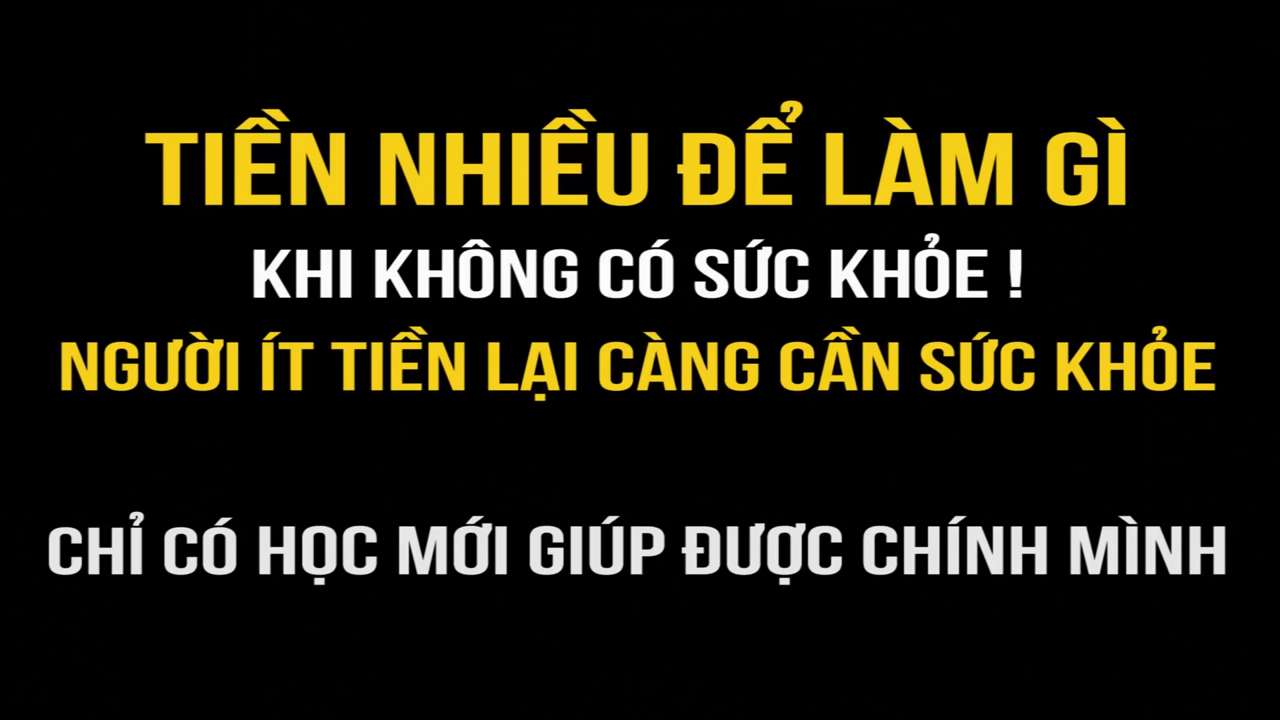 TIỀN NHIỀU ĐỂ LÀM GÌ
KHI KHÔNG CÓ SỨC KHỎE !
NGƯỜI ÍT TIỀN LẠI CÀNG CẦN SỨC KHỎE
CHỈ CÓ HỌC MỚI GIÚP ĐƯỢC CHÍNH MÌNH